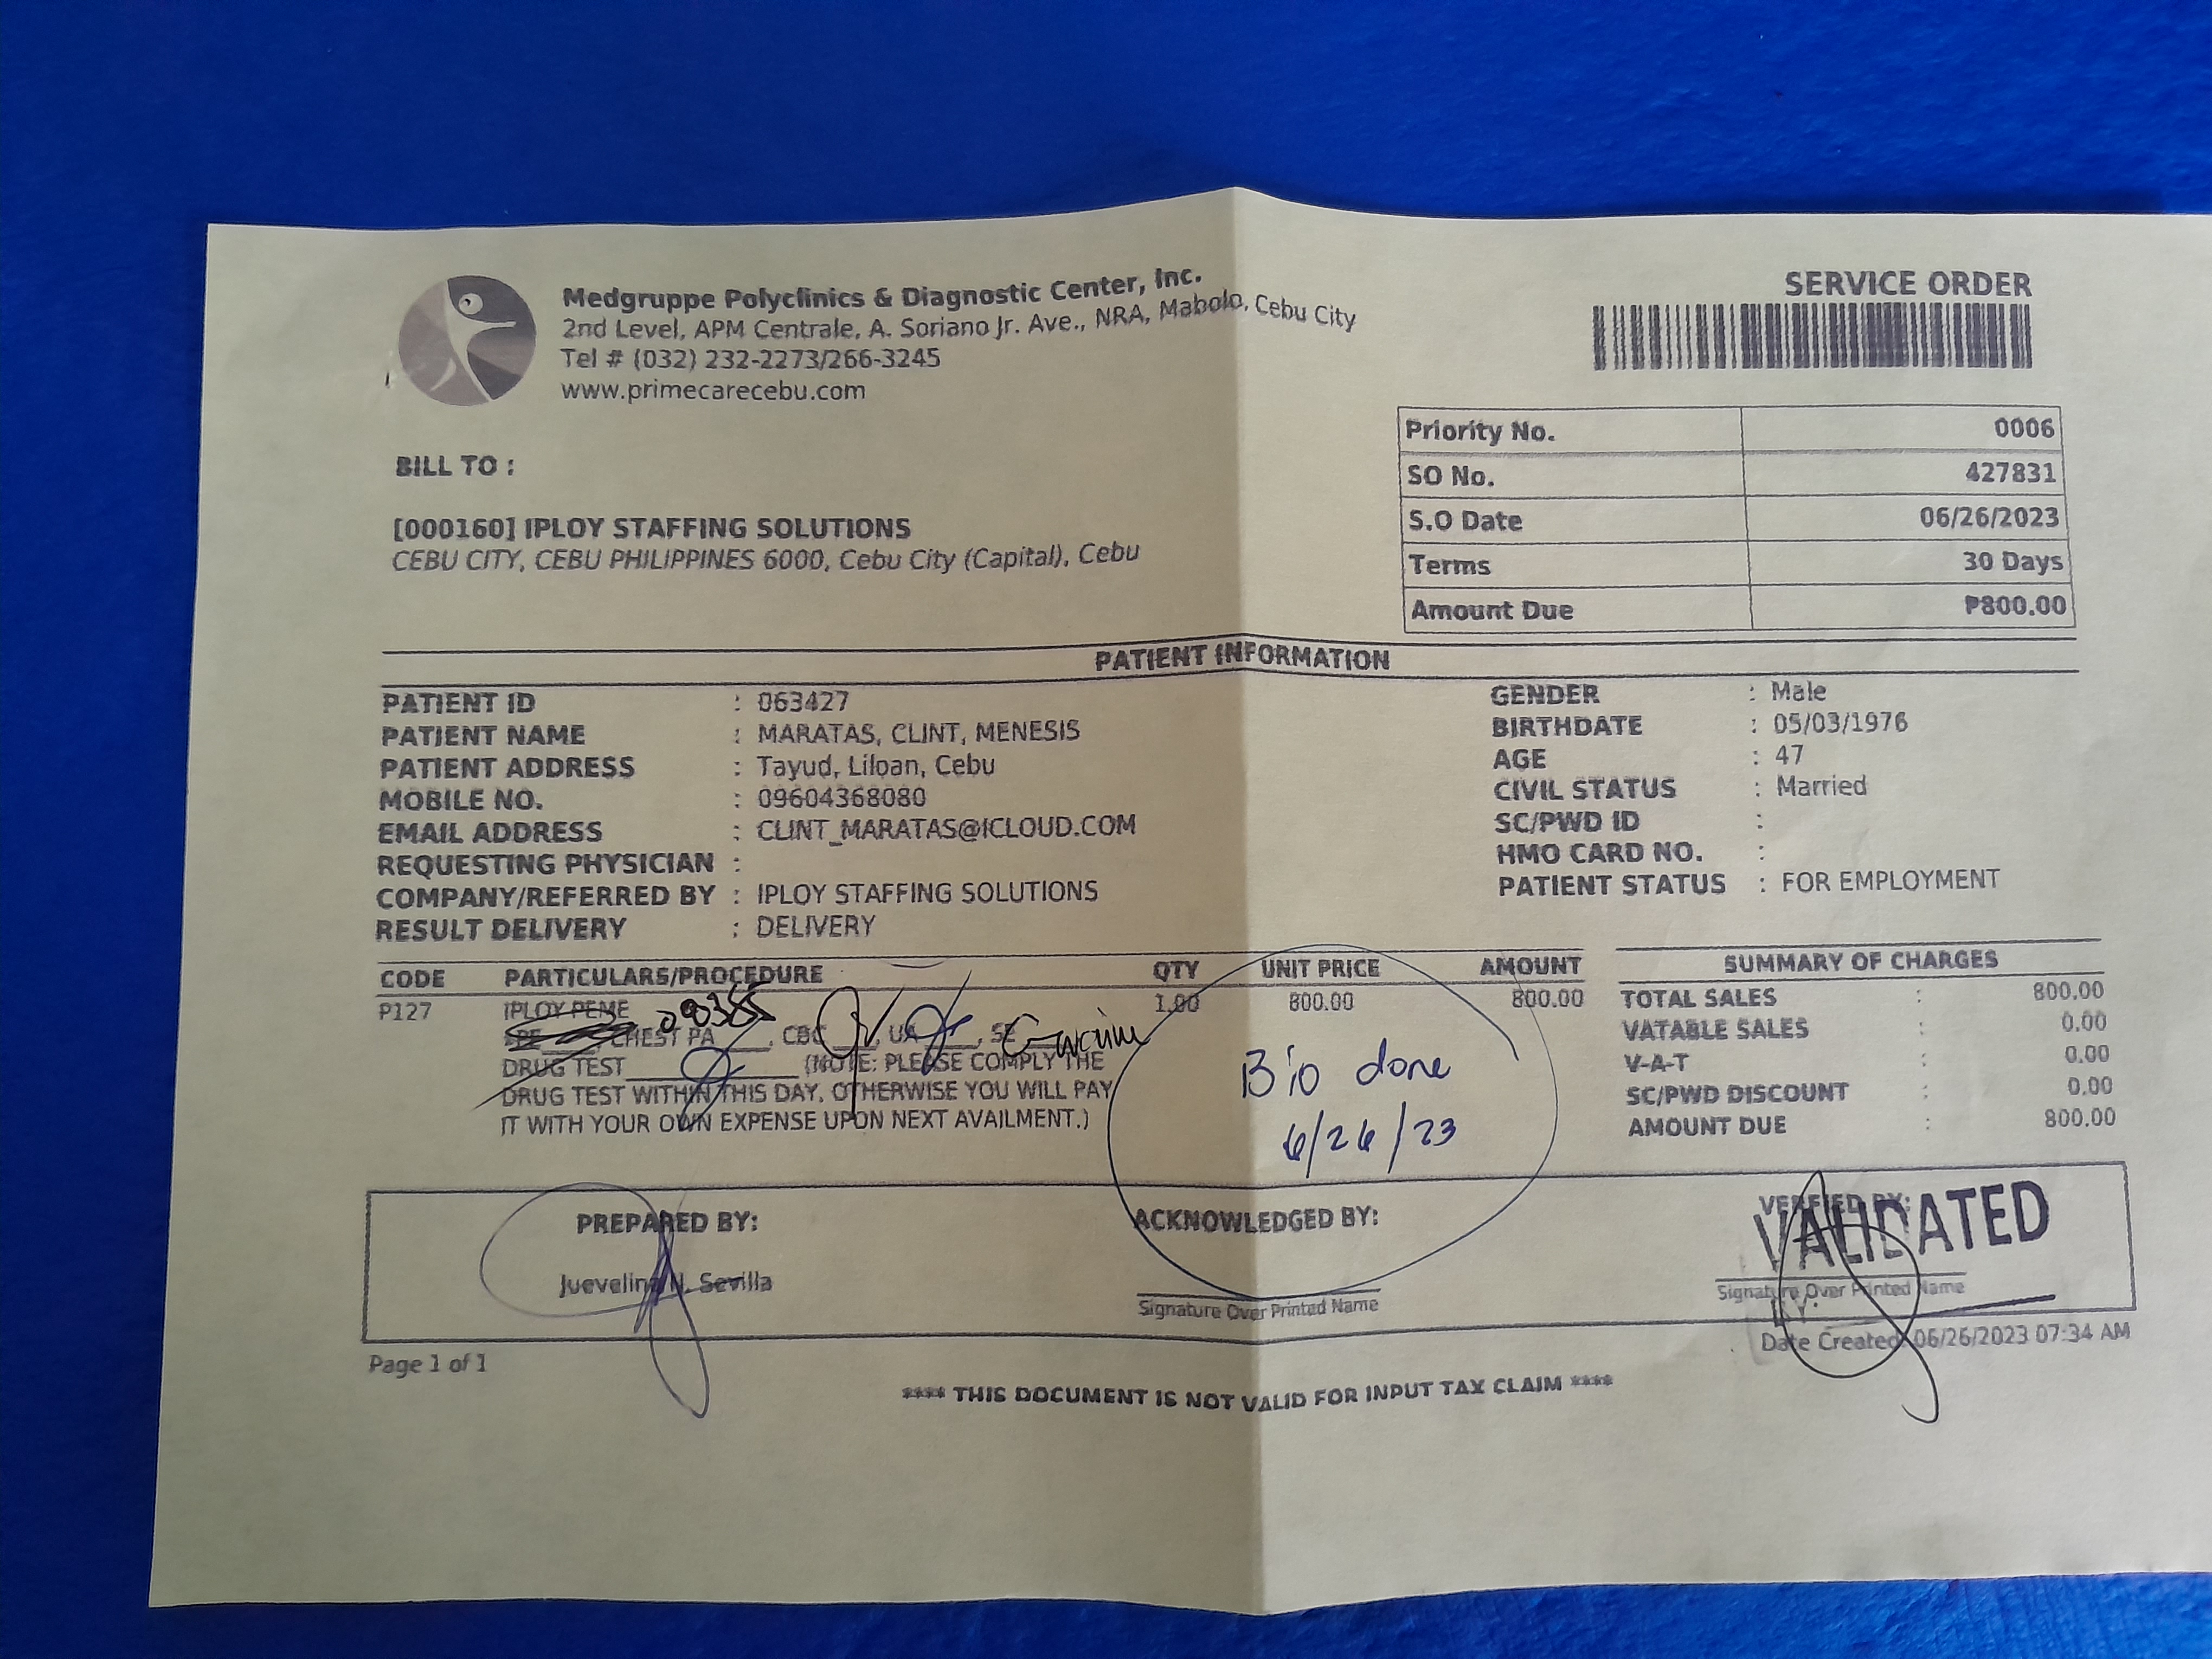 Medgruppe Polyclinics & Diagnostic Center, Inc.
2nd Level, APM Centrale, A. Soriano Jr. Ave., NRA, Mabolo, Cebu City
Tel # (032) 232-2273/266-3245
www.primecarecebu.com
SERVICE ORDER
Priority No. 0006
SO No. 427831
S.O Date 06/26/2023
Terms 30 Days
Amount Due ₱800.00
BILL TO :
[000160] IPLOY STAFFING SOLUTIONS
CEBU CITY, CEBU PHILIPPINES 6000, Cebu City (Capital), Cebu
PATIENT INFORMATION
PATIENT ID : 063427
PATIENT NAME : MARATAS, CLINT, MENESIS
PATIENT ADDRESS : Tayud, Liloan, Cebu
MOBILE NO. : 09604368080
EMAIL ADDRESS : CLINT_MARATAS@ICLOUD.COM
REQUESTING PHYSICIAN :
COMPANY/REFERRED BY : IPLOY STAFFING SOLUTIONS
RESULT DELIVERY : DELIVERY
GENDER : Male
BIRTHDATE : 05/03/1976
AGE : 47
CIVIL STATUS : Married
SC/PWD ID :
HMO CARD NO. :
PATIENT STATUS : FOR EMPLOYMENT
CODE PARTICULARS/PROCEDURE QTY UNIT PRICE AMOUNT
P127 IPLOY PEME 1.00 800.00 800.00
CHEST PA ____, CBC ____, UA ____, SE
DRUG TEST ____ (NOTE: PLEASE COMPLY THE
DRUG TEST WITHIN THIS DAY, OTHERWISE YOU WILL PAY
IT WITH YOUR OWN EXPENSE UPON NEXT AVAILMENT.)
Bio done
6/26/23
SUMMARY OF CHARGES
TOTAL SALES : 800.00
VATABLE SALES : 0.00
V-A-T : 0.00
SC/PWD DISCOUNT : 0.00
AMOUNT DUE : 800.00
PREPARED BY:
Juevelina N. Sevilla
ACKNOWLEDGED BY:
Signature Over Printed Name
VERIFIED BY:
VALIDATED
Signature Over Printed Name
BY:
Date Created: 06/26/2023 07:34 AM
Page 1 of 1
**** THIS DOCUMENT IS NOT VALID FOR INPUT TAX CLAIM ****